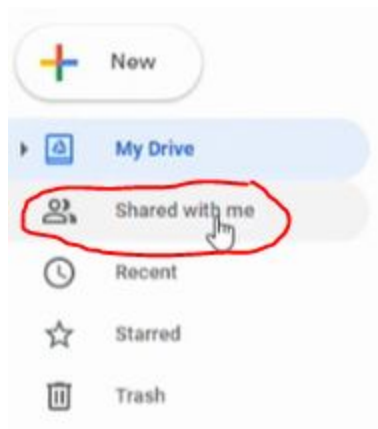 New
My Drive
Shared with me
Recent
Starred
Trash